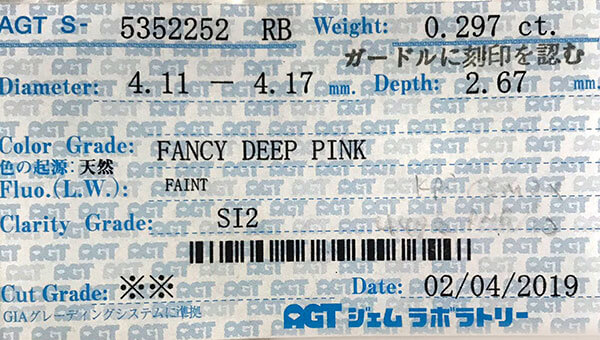 AGT S- 5352252 RB Weight: 0.297 ct.
ガードルに刻印を認む
Diameter: 4.11 － 4.17 mm. Depth: 2.67 mm.
Color Grade: FANCY DEEP PINK
色の起源: 天然
Fluo.(L.W.): FAINT
Clarity Grade: SI2
Cut Grade: ※※ Date: 02/04/2019
GIAグレーディングシステムに準拠
AGT ジェム ラボラトリー